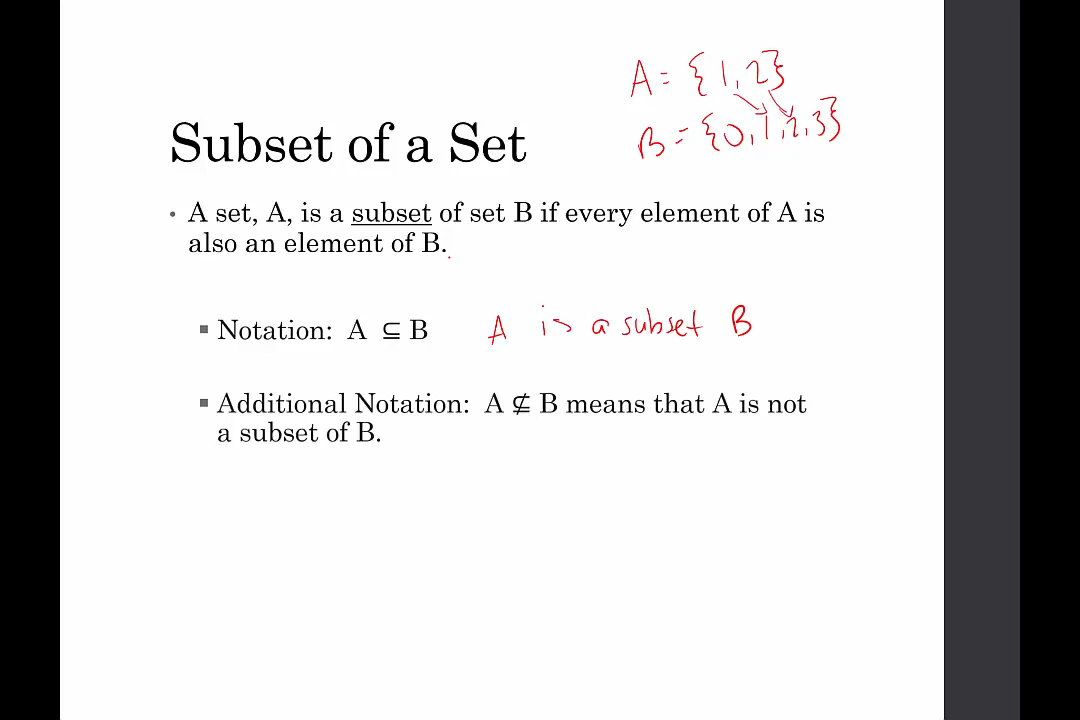 A = {1, 2}
B = {0, 1, 2, 3}
Subset of a Set
• A set, A, is a subset of set B if every element of A is
also an element of B.
▪ Notation: A ⊆ B A is a subset B
▪ Additional Notation: A ⊈ B means that A is not
a subset of B.